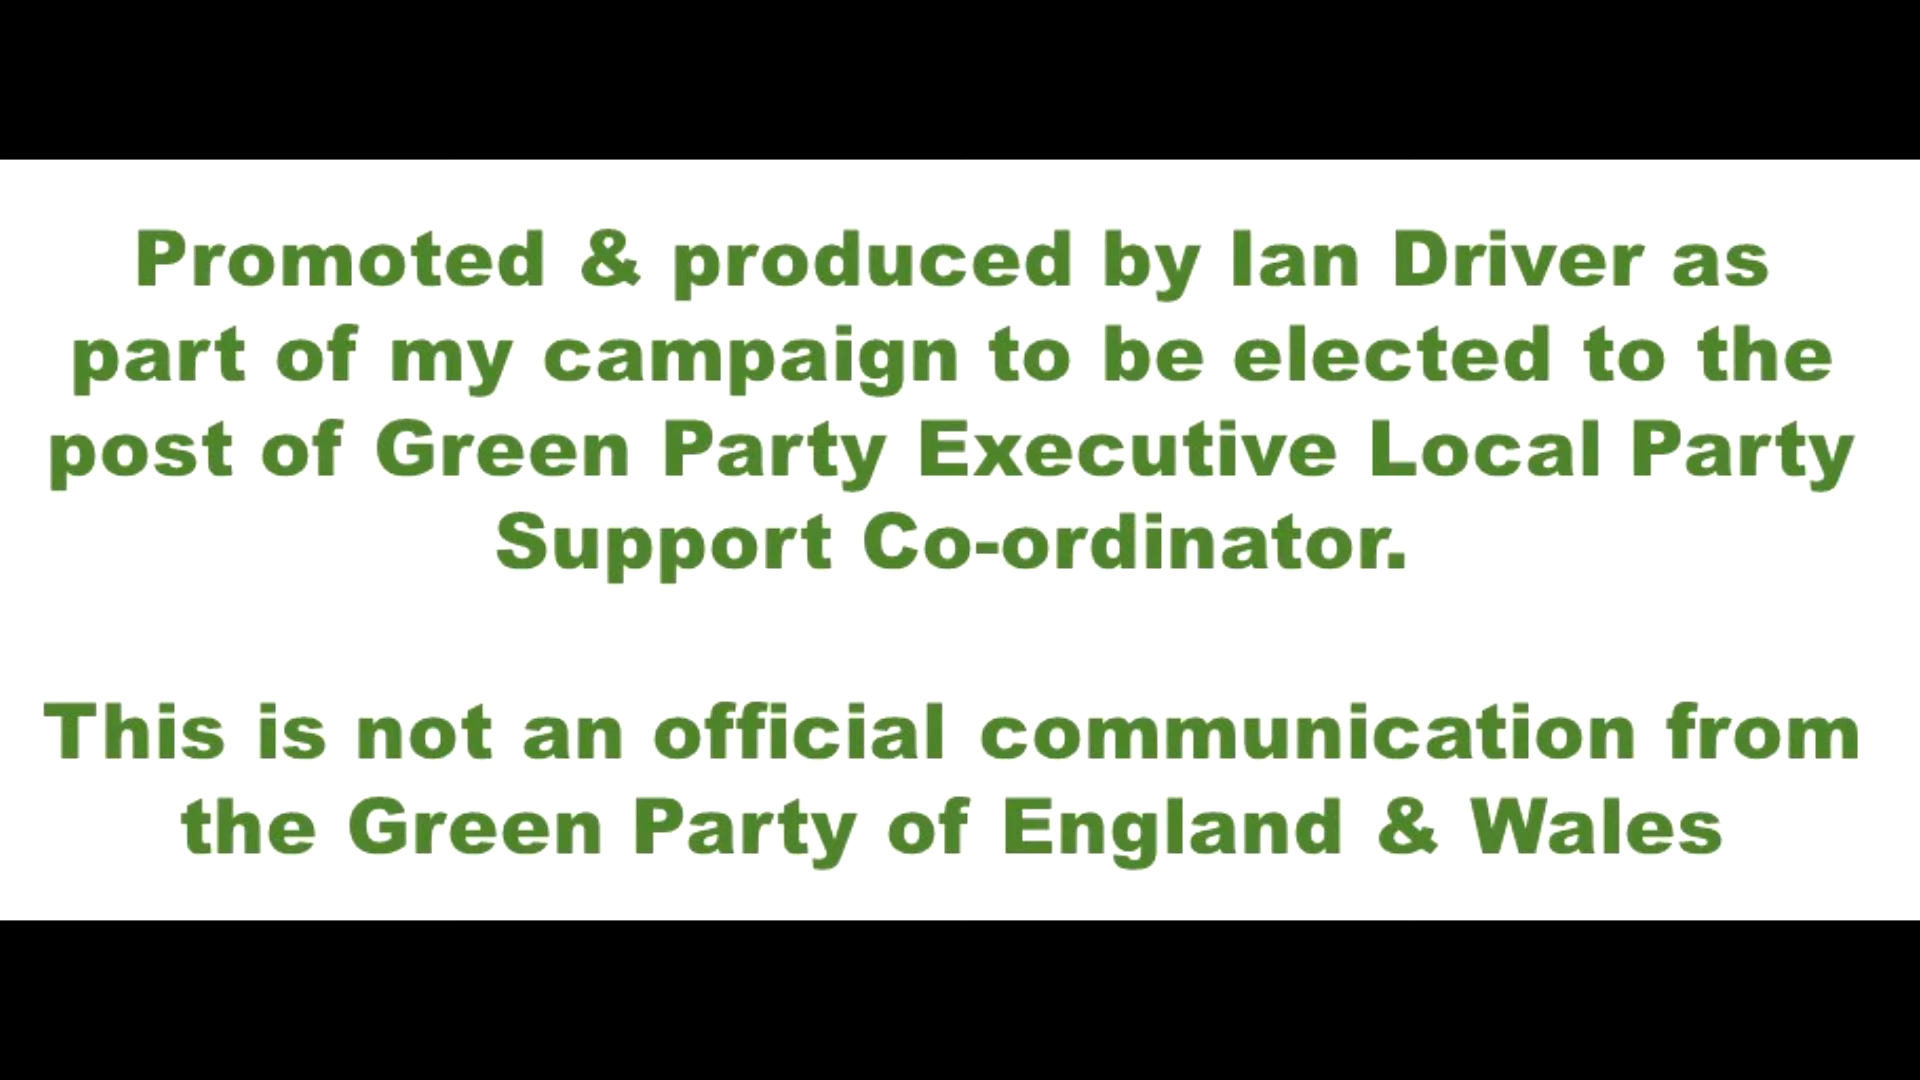 Promoted & produced by Ian Driver as
part of my campaign to be elected to the
post of Green Party Executive Local Party
Support Co-ordinator.
This is not an official communication from
the Green Party of England & Wales